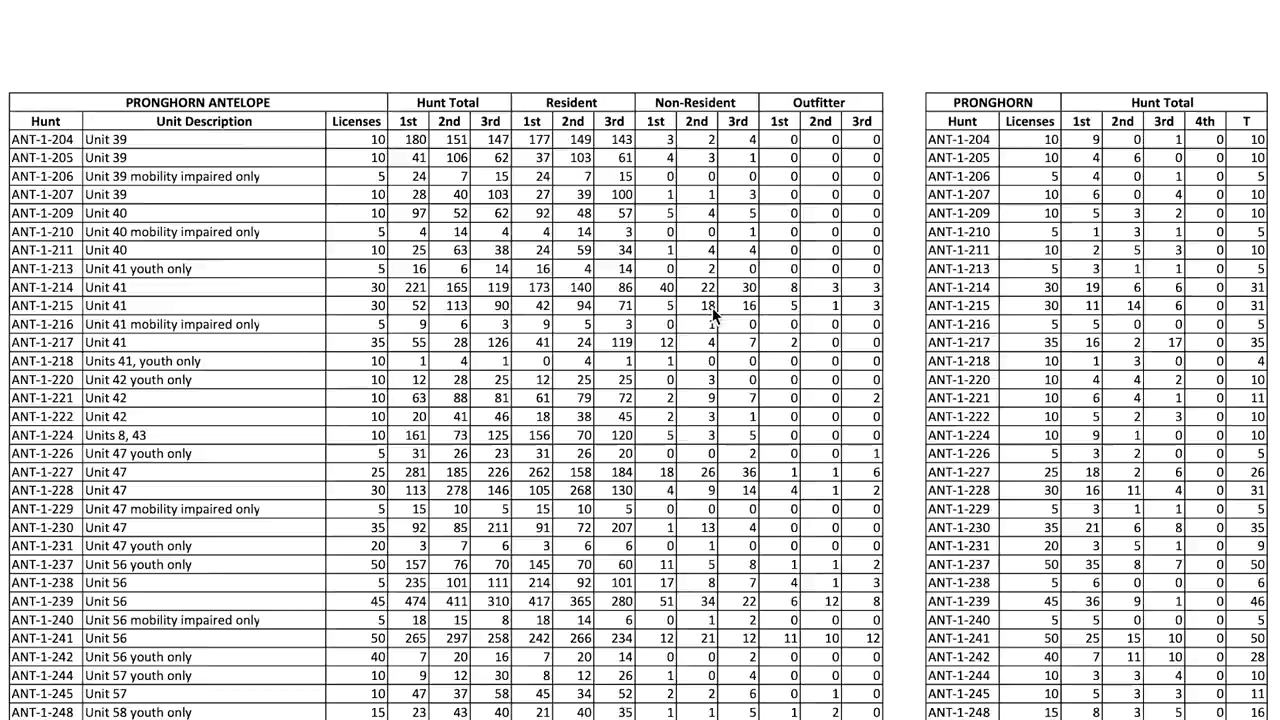 PRONGHORN ANTELOPE Hunt Total Resident Non-Resident Outfitter PRONGHORN Hunt Total
Hunt Unit Description Licenses 1st 2nd 3rd 1st 2nd 3rd 1st 2nd 3rd 1st 2nd 3rd Hunt Licenses 1st 2nd 3rd 4th T
ANT-1-204 Unit 39 10 180 151 147 177 149 143 3 2 4 0 0 0 ANT-1-204 10 9 0 1 0 10
ANT-1-205 Unit 39 10 41 106 62 37 103 61 4 3 1 0 0 0 ANT-1-205 10 4 6 0 0 10
ANT-1-206 Unit 39 mobility impaired only 5 24 7 15 24 7 15 0 0 0 0 0 0 ANT-1-206 5 4 0 1 0 5
ANT-1-207 Unit 39 10 28 40 103 27 39 100 1 1 3 0 0 0 ANT-1-207 10 6 0 4 0 10
ANT-1-209 Unit 40 10 97 52 62 92 48 57 5 4 5 0 0 0 ANT-1-209 10 5 3 2 0 10
ANT-1-210 Unit 40 mobility impaired only 5 4 14 4 4 14 3 0 0 1 0 0 0 ANT-1-210 5 1 3 1 0 5
ANT-1-211 Unit 40 10 25 63 38 24 59 34 1 4 4 0 0 0 ANT-1-211 10 2 5 3 0 10
ANT-1-213 Unit 41 youth only 5 16 6 14 16 4 14 0 2 0 0 0 0 ANT-1-213 5 3 1 1 0 5
ANT-1-214 Unit 41 30 221 165 119 173 140 86 40 22 30 8 3 3 ANT-1-214 30 19 6 6 0 31
ANT-1-215 Unit 41 30 52 113 90 42 94 71 5 18 16 5 1 3 ANT-1-215 30 11 14 6 0 31
ANT-1-216 Unit 41 mobility impaired only 5 9 6 3 9 5 3 0 0 0 0 0 ANT-1-216 5 5 0 0 0 5
ANT-1-217 Unit 41 35 55 28 126 41 24 119 12 4 7 2 0 0 ANT-1-217 35 16 2 17 0 35
ANT-1-218 Units 41, youth only 10 1 4 1 0 4 1 1 0 0 0 0 0 ANT-1-218 10 1 3 0 0 4
ANT-1-220 Unit 42 youth only 10 12 28 25 12 25 25 0 3 0 0 0 0 ANT-1-220 10 4 4 2 0 10
ANT-1-221 Unit 42 10 63 88 81 61 79 72 2 9 7 0 0 2 ANT-1-221 10 6 4 1 0 11
ANT-1-222 Unit 42 10 20 41 46 18 38 45 2 3 1 0 0 0 ANT-1-222 10 5 2 3 0 10
ANT-1-224 Units 8, 43 10 161 73 125 156 70 120 5 3 5 0 0 0 ANT-1-224 10 9 1 0 0 10
ANT-1-226 Unit 47 youth only 5 31 26 23 31 26 20 0 0 2 0 0 1 ANT-1-226 5 3 2 0 0 5
ANT-1-227 Unit 47 25 281 185 226 262 158 184 18 26 36 1 1 6 ANT-1-227 25 18 2 6 0 26
ANT-1-228 Unit 47 30 113 278 146 105 268 130 4 9 14 4 1 2 ANT-1-228 30 16 11 4 0 31
ANT-1-229 Unit 47 mobility impaired only 5 15 10 5 15 10 5 0 0 0 0 0 0 ANT-1-229 5 3 1 1 0 5
ANT-1-230 Unit 47 35 92 85 211 91 72 207 1 13 4 0 0 0 ANT-1-230 35 21 6 8 0 35
ANT-1-231 Unit 47 youth only 20 3 7 6 3 6 6 0 1 0 0 0 0 ANT-1-231 20 3 5 1 0 9
ANT-1-237 Unit 56 youth only 50 157 76 70 145 70 60 11 5 8 1 1 2 ANT-1-237 50 35 8 7 0 50
ANT-1-238 Unit 56 5 235 101 111 214 92 101 17 8 7 4 1 3 ANT-1-238 5 6 0 0 0 6
ANT-1-239 Unit 56 45 474 411 310 417 365 280 51 34 22 6 12 8 ANT-1-239 45 36 9 1 0 46
ANT-1-240 Unit 56 mobility impaired only 5 18 15 8 18 14 6 0 1 2 0 0 0 ANT-1-240 5 5 0 0 0 5
ANT-1-241 Unit 56 50 265 297 258 242 266 234 12 21 12 11 10 12 ANT-1-241 50 25 15 10 0 50
ANT-1-242 Unit 56 youth only 40 7 20 16 7 20 14 0 0 2 0 0 0 ANT-1-242 40 7 11 10 0 28
ANT-1-244 Unit 57 youth only 10 9 12 30 8 12 26 1 0 4 0 0 0 ANT-1-244 10 3 3 4 0 10
ANT-1-245 Unit 57 10 47 37 58 45 34 52 2 2 6 0 1 0 ANT-1-245 10 5 3 3 0 11
ANT-1-248 Unit 58 youth only 15 23 43 40 21 40 35 1 1 5 1 2 0 ANT-1-248 15 8 3 5 0 16